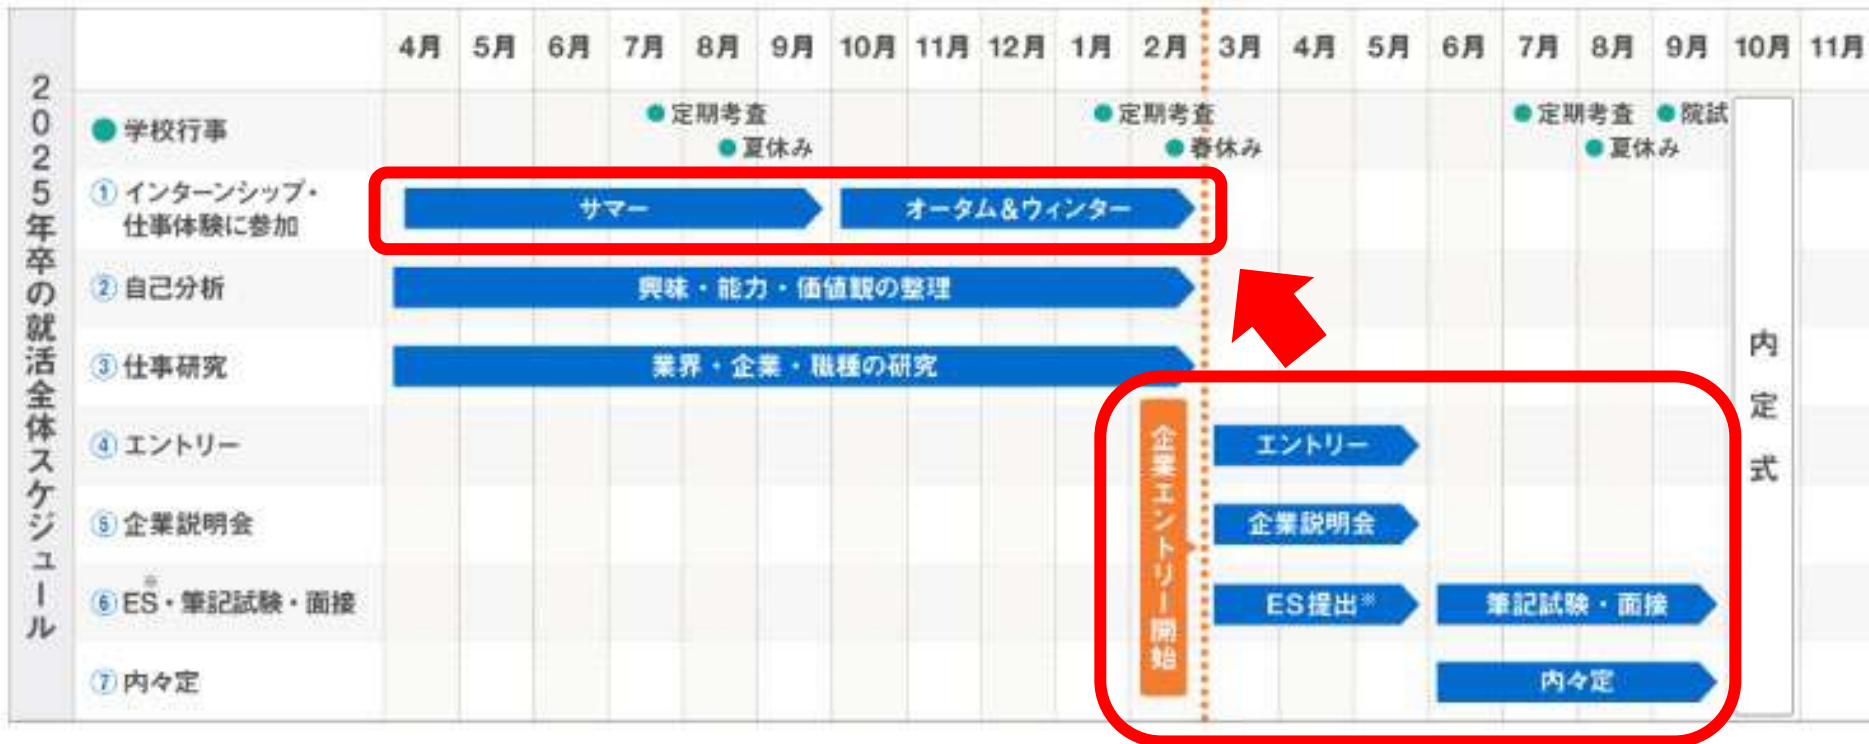 2025年卒の就活全体スケジュール
4月 5月 6月 7月 8月 9月 10月 11月 12月 1月 2月 3月 4月 5月 6月 7月 8月 9月 10月 11月
学校行事
定期考査 定期考査 定期考査 院試
夏休み 春休み 夏休み
① インターンシップ・
仕事体験に参加
サマー オータム&ウィンター
② 自己分析 興味・能力・価値観の整理
③ 仕事研究 業界・企業・職種の研究
企業エントリー開始
④ エントリー エントリー
⑤ 企業説明会 企業説明会
⑥ ES※・筆記試験・面接 ES提出※ 筆記試験・面接
⑦ 内々定 内々定
内定式